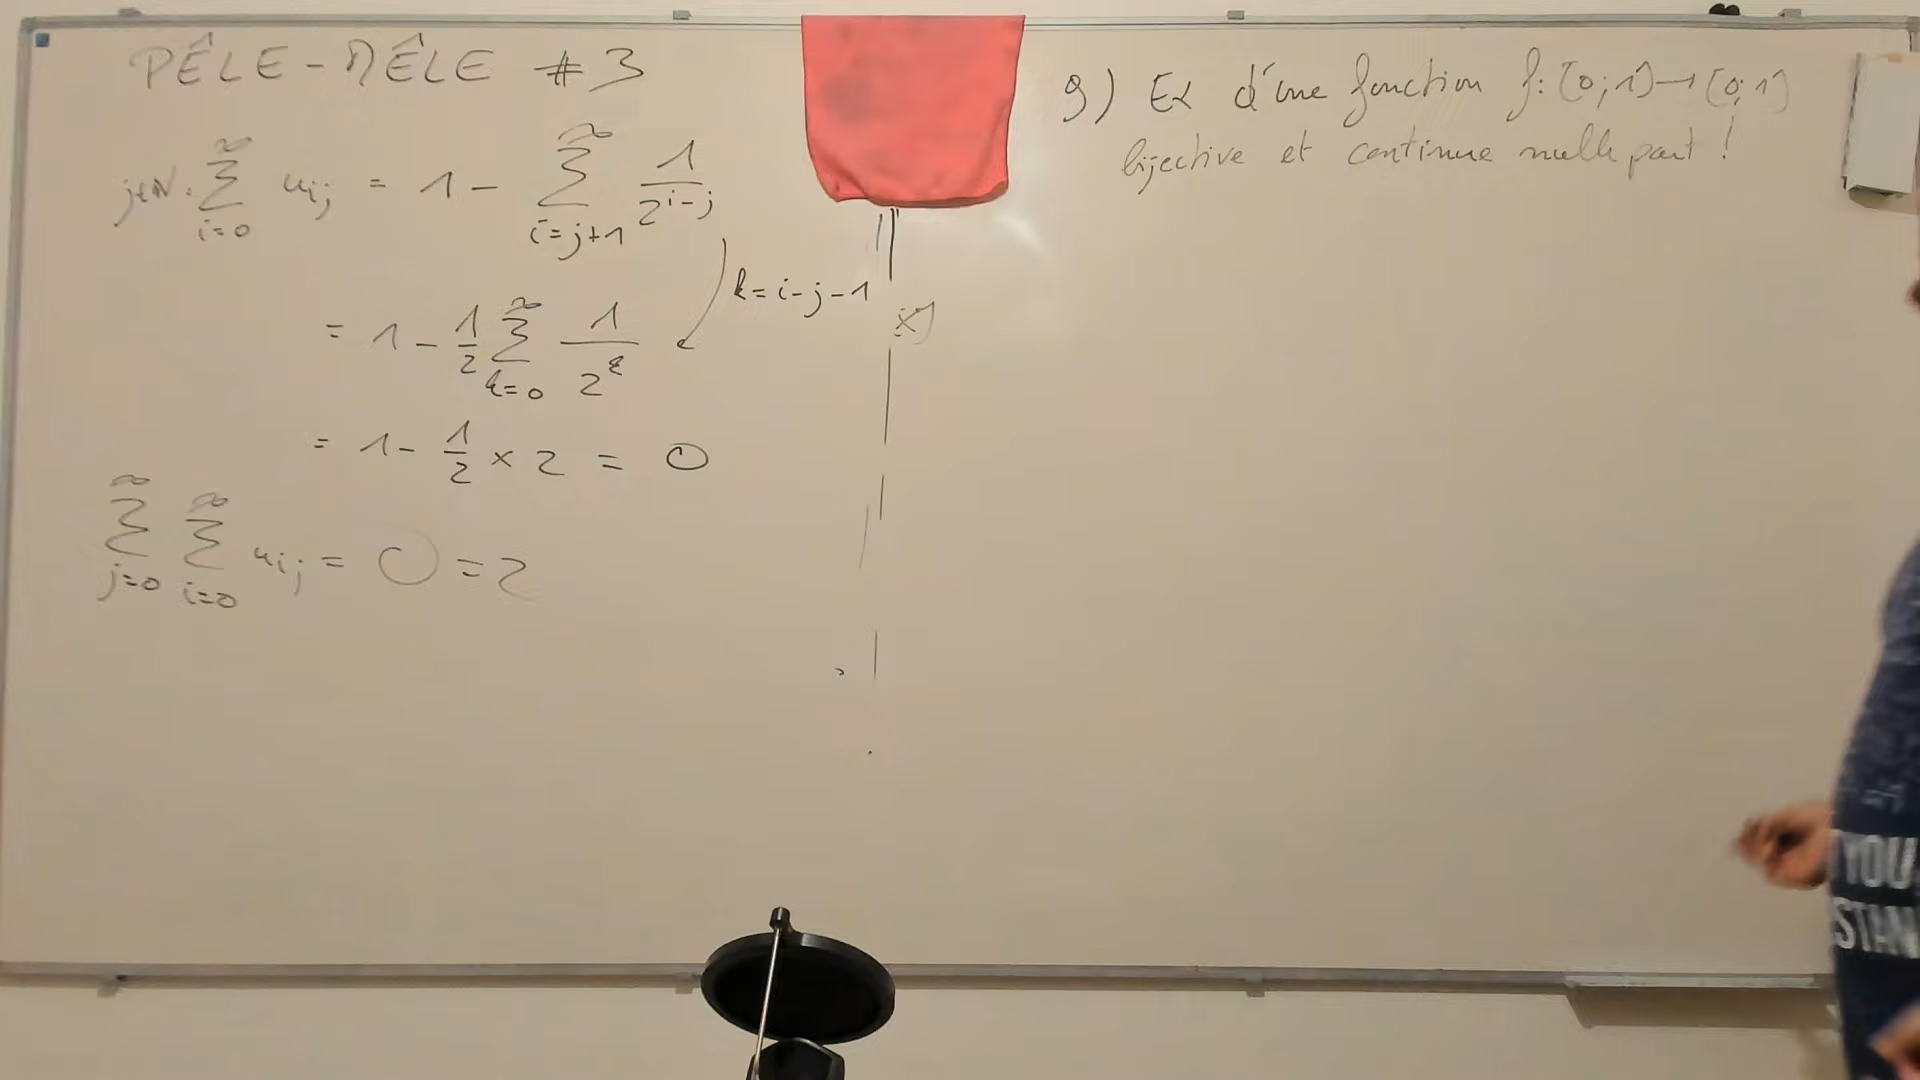 PÊLE-MÊLE #3
j∈ℕ. ∑_{i=0}^{∞} u_{ij} = 1 - ∑_{i=j+1}^{∞} 1/2^{i-j}
k=i-j-1
= 1 - 1/2 ∑_{k=0}^{∞} 1/2^k
= 1 - 1/2 × 2 = 0
∑_{j=0}^{∞} ∑_{i=0}^{∞} u_{ij} = 0 = 2
9) Ex d'une fonction f: [0;1] → [0;1]
bijective et continue nulle part !
YOU
STAN